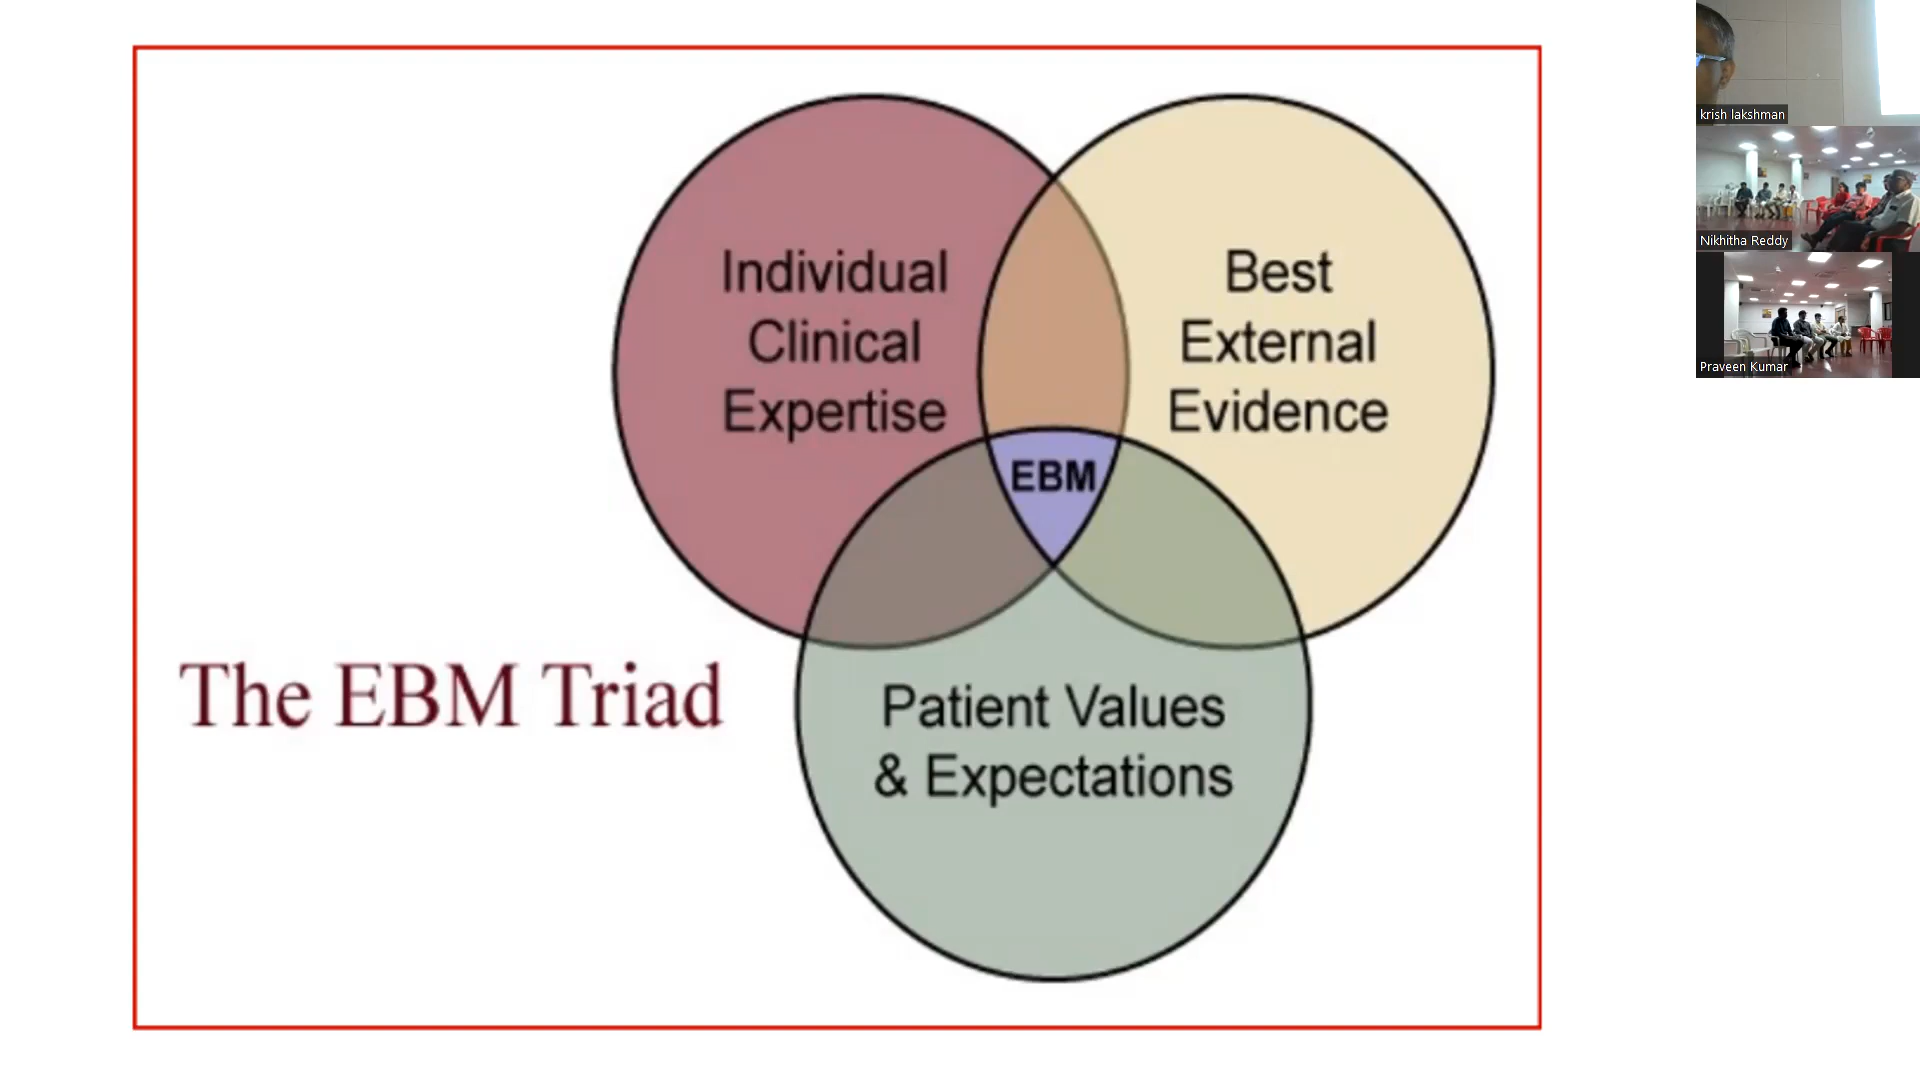 Individual
Clinical
Expertise
Best
External
Evidence
EBM
The EBM Triad
Patient Values
& Expectations
krish lakshman
Nikhitha Reddy
Praveen Kumar